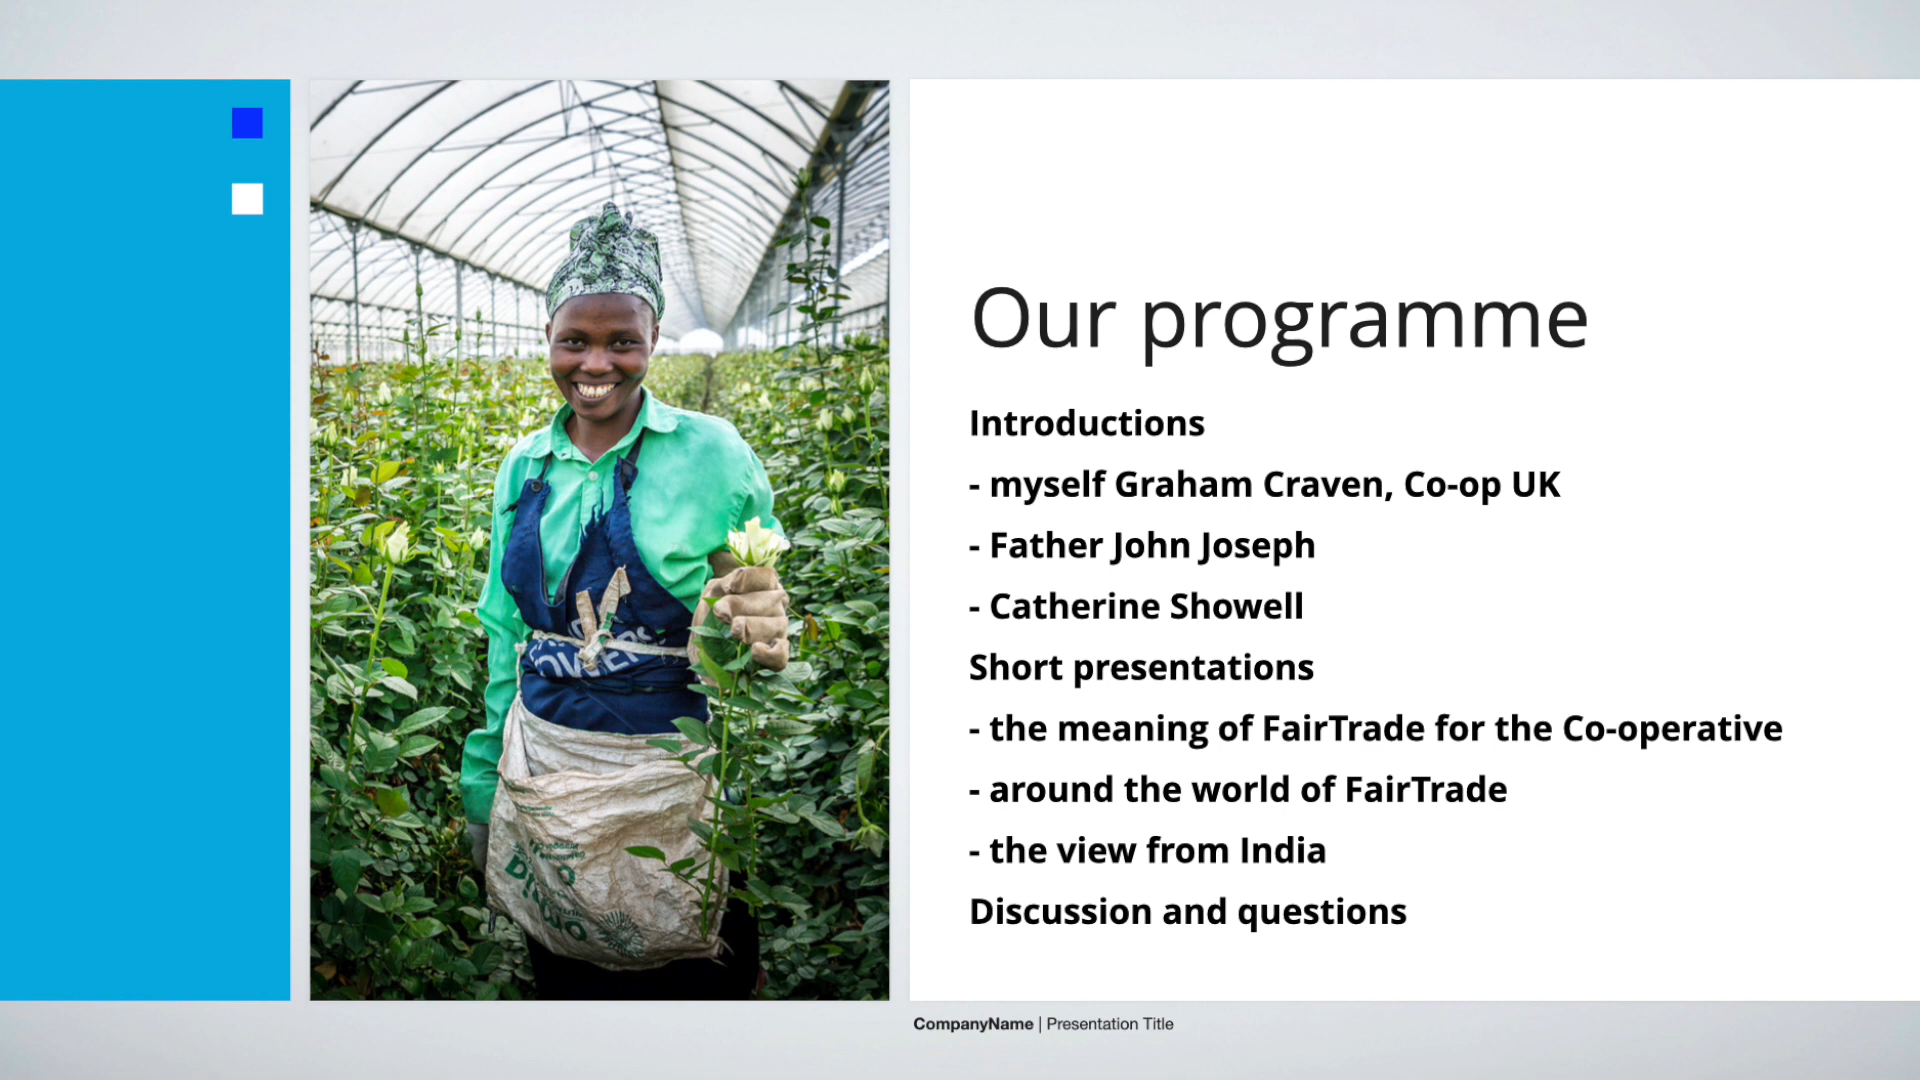 Our programme
Introductions
- myself Graham Craven, Co-op UK
- Father John Joseph
- Catherine Showell
Short presentations
- the meaning of FairTrade for the Co-operative
- around the world of FairTrade
- the view from India
Discussion and questions
CompanyName | Presentation Title